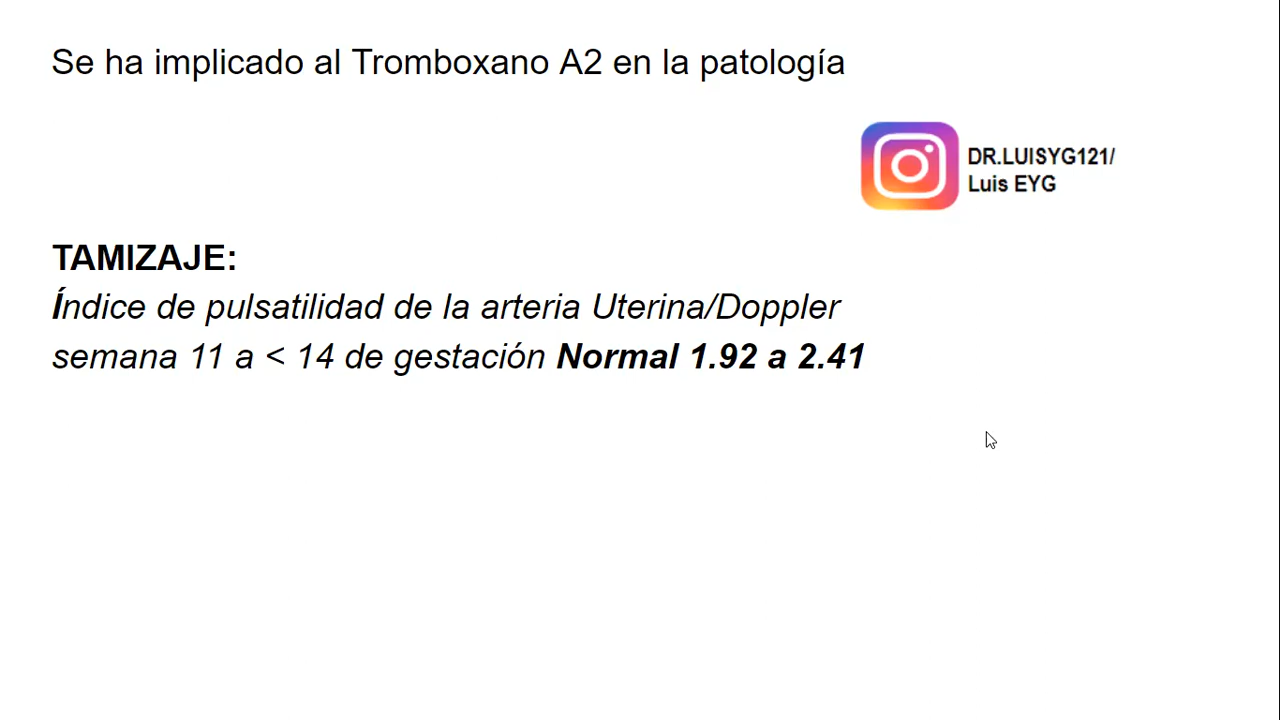 Se ha implicado al Tromboxano A2 en la patología
DR.LUISYG121/
Luis EYG
TAMIZAJE:
Índice de pulsatilidad de la arteria Uterina/Doppler
semana 11 a < 14 de gestación Normal 1.92 a 2.41